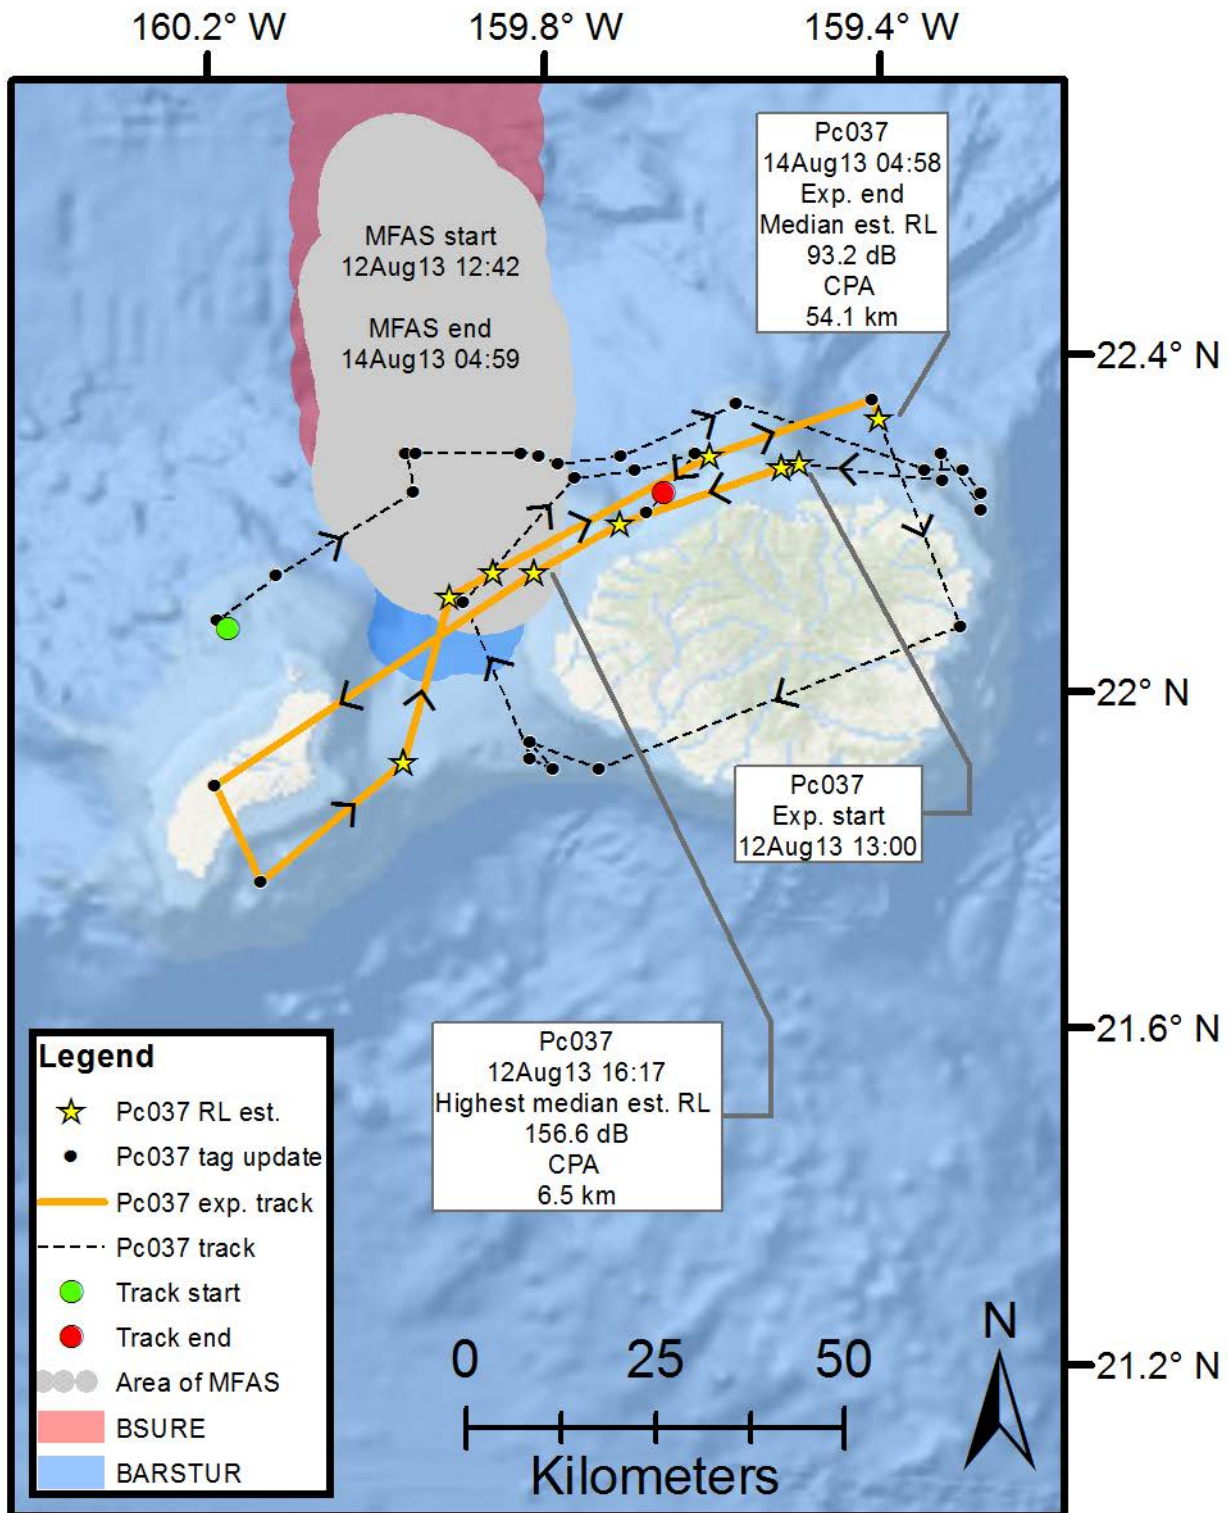 160.2° W
159.8° W
159.4° W
Pc037
14Aug13 04:58
Exp. end
Median est. RL
93.2 dB
CPA
54.1 km
MFAS start
12Aug13 12:42
MFAS end
14Aug13 04:59
22.4° N
22° N
Pc037
Exp. start
12Aug13 13:00
21.6° N
Pc037
12Aug13 16:17
Highest median est. RL
156.6 dB
CPA
6.5 km
Legend
Pc037 RL est.
Pc037 tag update
Pc037 exp. track
Pc037 track
Track start
Track end
Area of MFAS
BSURE
BARSTUR
0 25 50
Kilometers
N
21.2° N